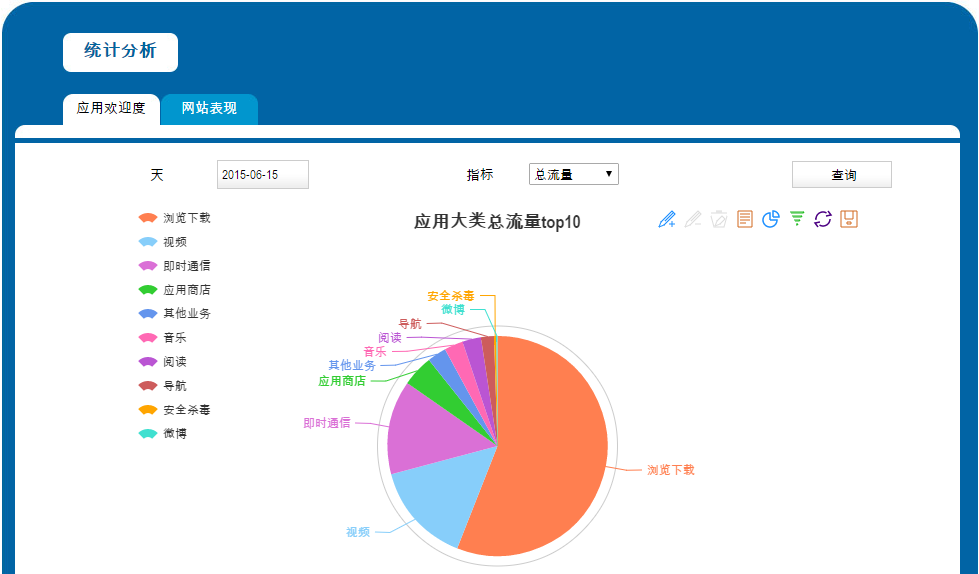 统计分析
应用欢迎度 网站表现
天 2015-06-15 指标 总流量 查询
应用大类总流量top10
浏览下载
视频
即时通信
应用商店
其他业务
音乐
阅读
导航
安全杀毒
微博
安全杀毒
微博
导航
阅读
音乐
其他业务
应用商店
即时通信
浏览下载
视频